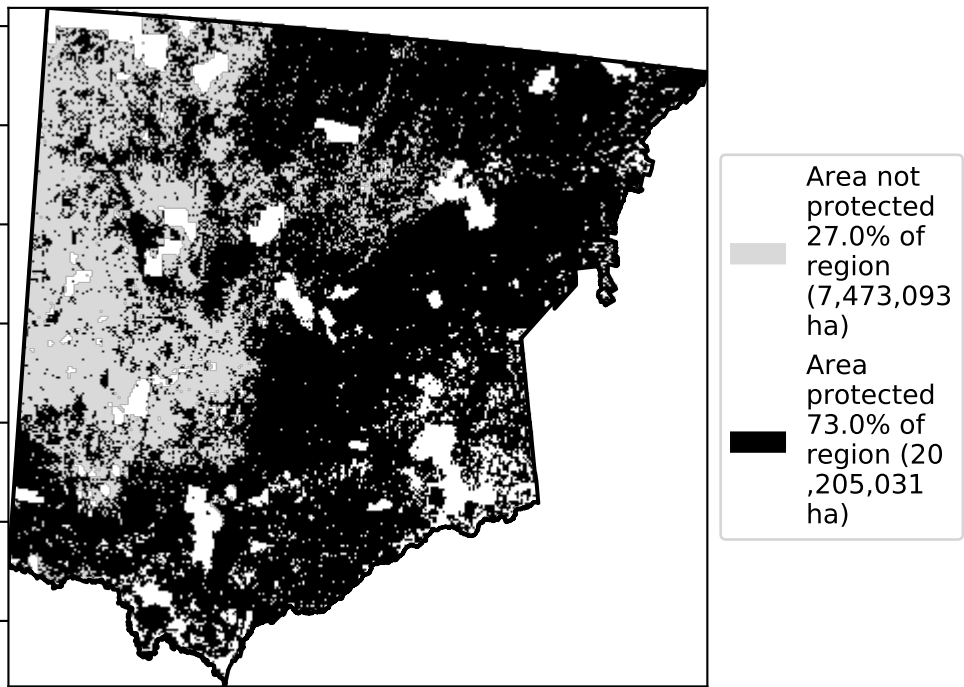 Area not
protected
27.0% of
region
(7,473,093
ha)
Area
protected
73.0% of
region (20
,205,031
ha)